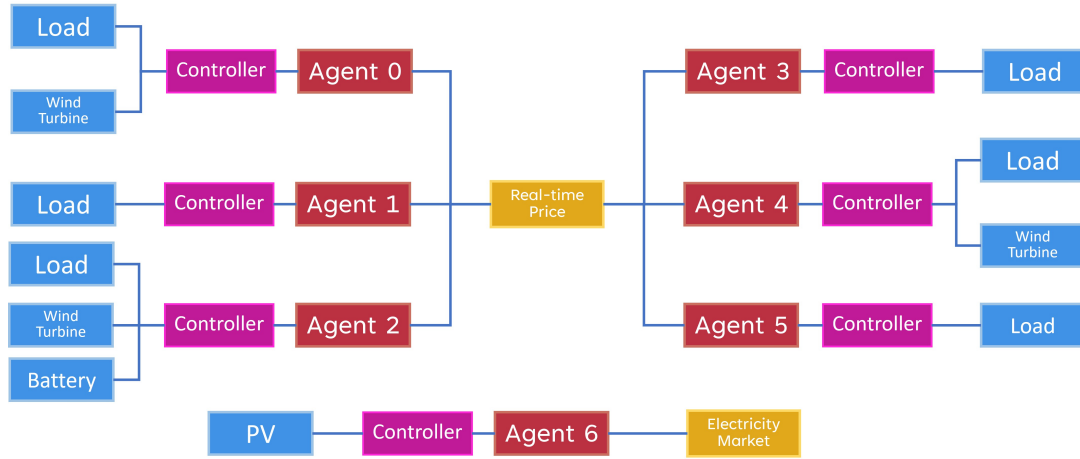 Load
Wind
Turbine
Controller
Agent 0
Load
Controller
Agent 1
Load
Wind
Turbine
Battery
Controller
Agent 2
Real-time
Price
Agent 3
Controller
Load
Agent 4
Controller
Load
Wind
Turbine
Agent 5
Controller
Load
PV
Controller
Agent 6
Electricity
Market